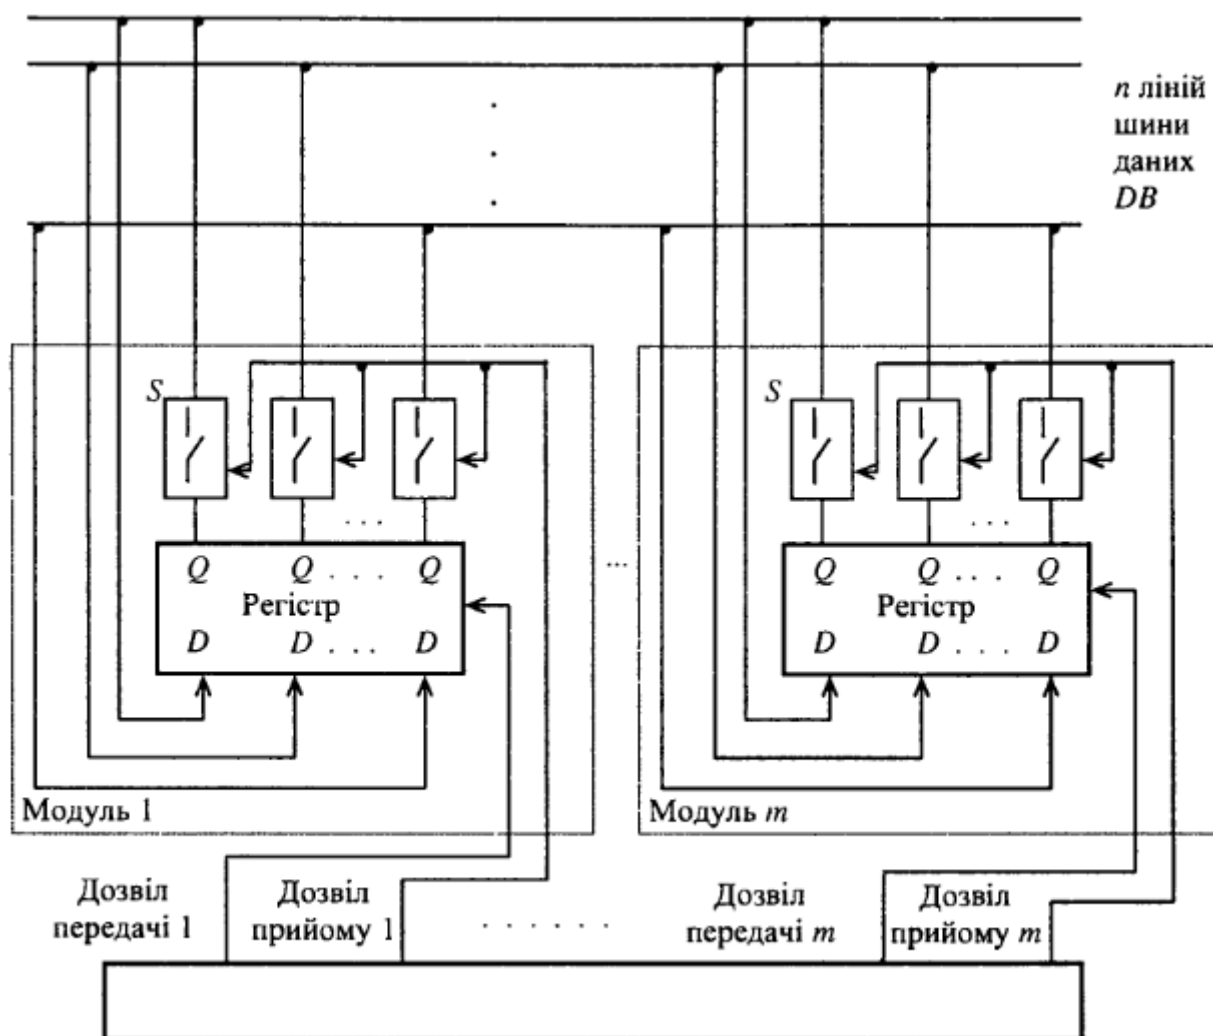 n ліній
шини
даних
DB
S
S
. . .
. . .
Q Q . . . Q
Регістр
D D . . . D
...
Q Q . . . Q
Регістр
D D . . . D
Модуль 1
Модуль m
Дозвіл
передачі 1
Дозвіл
прийому 1
. . . . . .
Дозвіл
передачі m
Дозвіл
прийому m